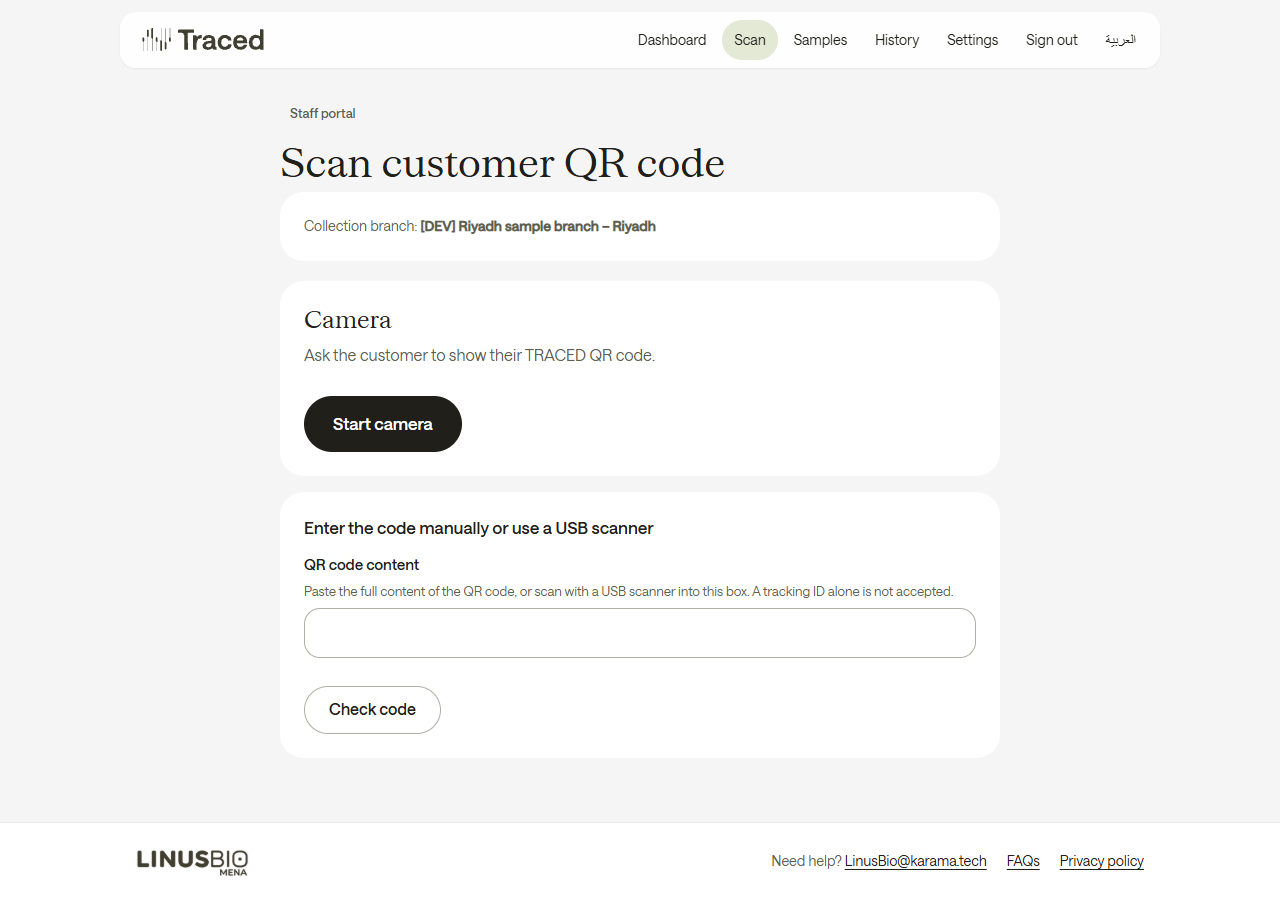 Traced
Dashboard
Scan
Samples
History
Settings
Sign out
العربية
Staff portal
Scan customer QR code
Collection branch: [DEV] Riyadh sample branch – Riyadh
Camera
Ask the customer to show their TRACED QR code.
Start camera
Enter the code manually or use a USB scanner
QR code content
Paste the full content of the QR code, or scan with a USB scanner into this box. A tracking ID alone is not accepted.
Check code
LINUSBIO
MENA
Need help? LinusBio@karama.tech
FAQs
Privacy policy